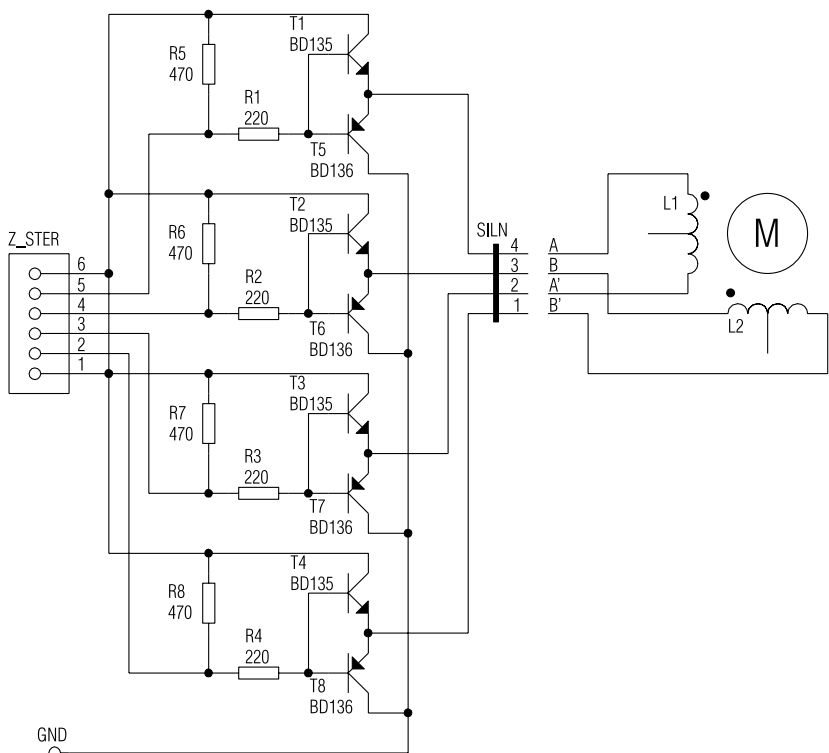 T1
BD135
R5
470
R1
220
T5
BD136
T2
BD135
R6
470
R2
220
T6
BD136
Z_STER
6
5
4
3
2
1
T3
BD135
R7
470
R3
220
T7
BD136
T4
BD135
R8
470
R4
220
T8
BD136
GND
SILN
4 A
3 B
2 A'
1 B'
L1
M
L2